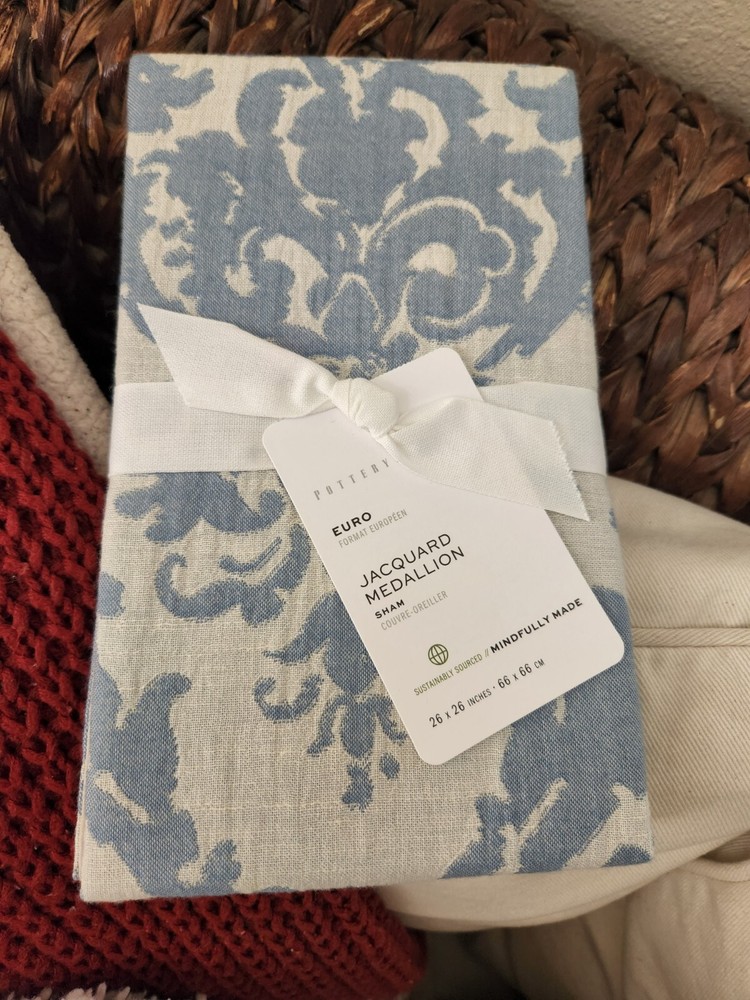 POTTERY
EURO
FORMAT EUROPÉEN
JACQUARD
MEDALLION
SHAM
COUVRE-OREILLER
SUSTAINABLY SOURCED // MINDFULLY MADE
26 x 26 INCHES · 66 x 66 CM